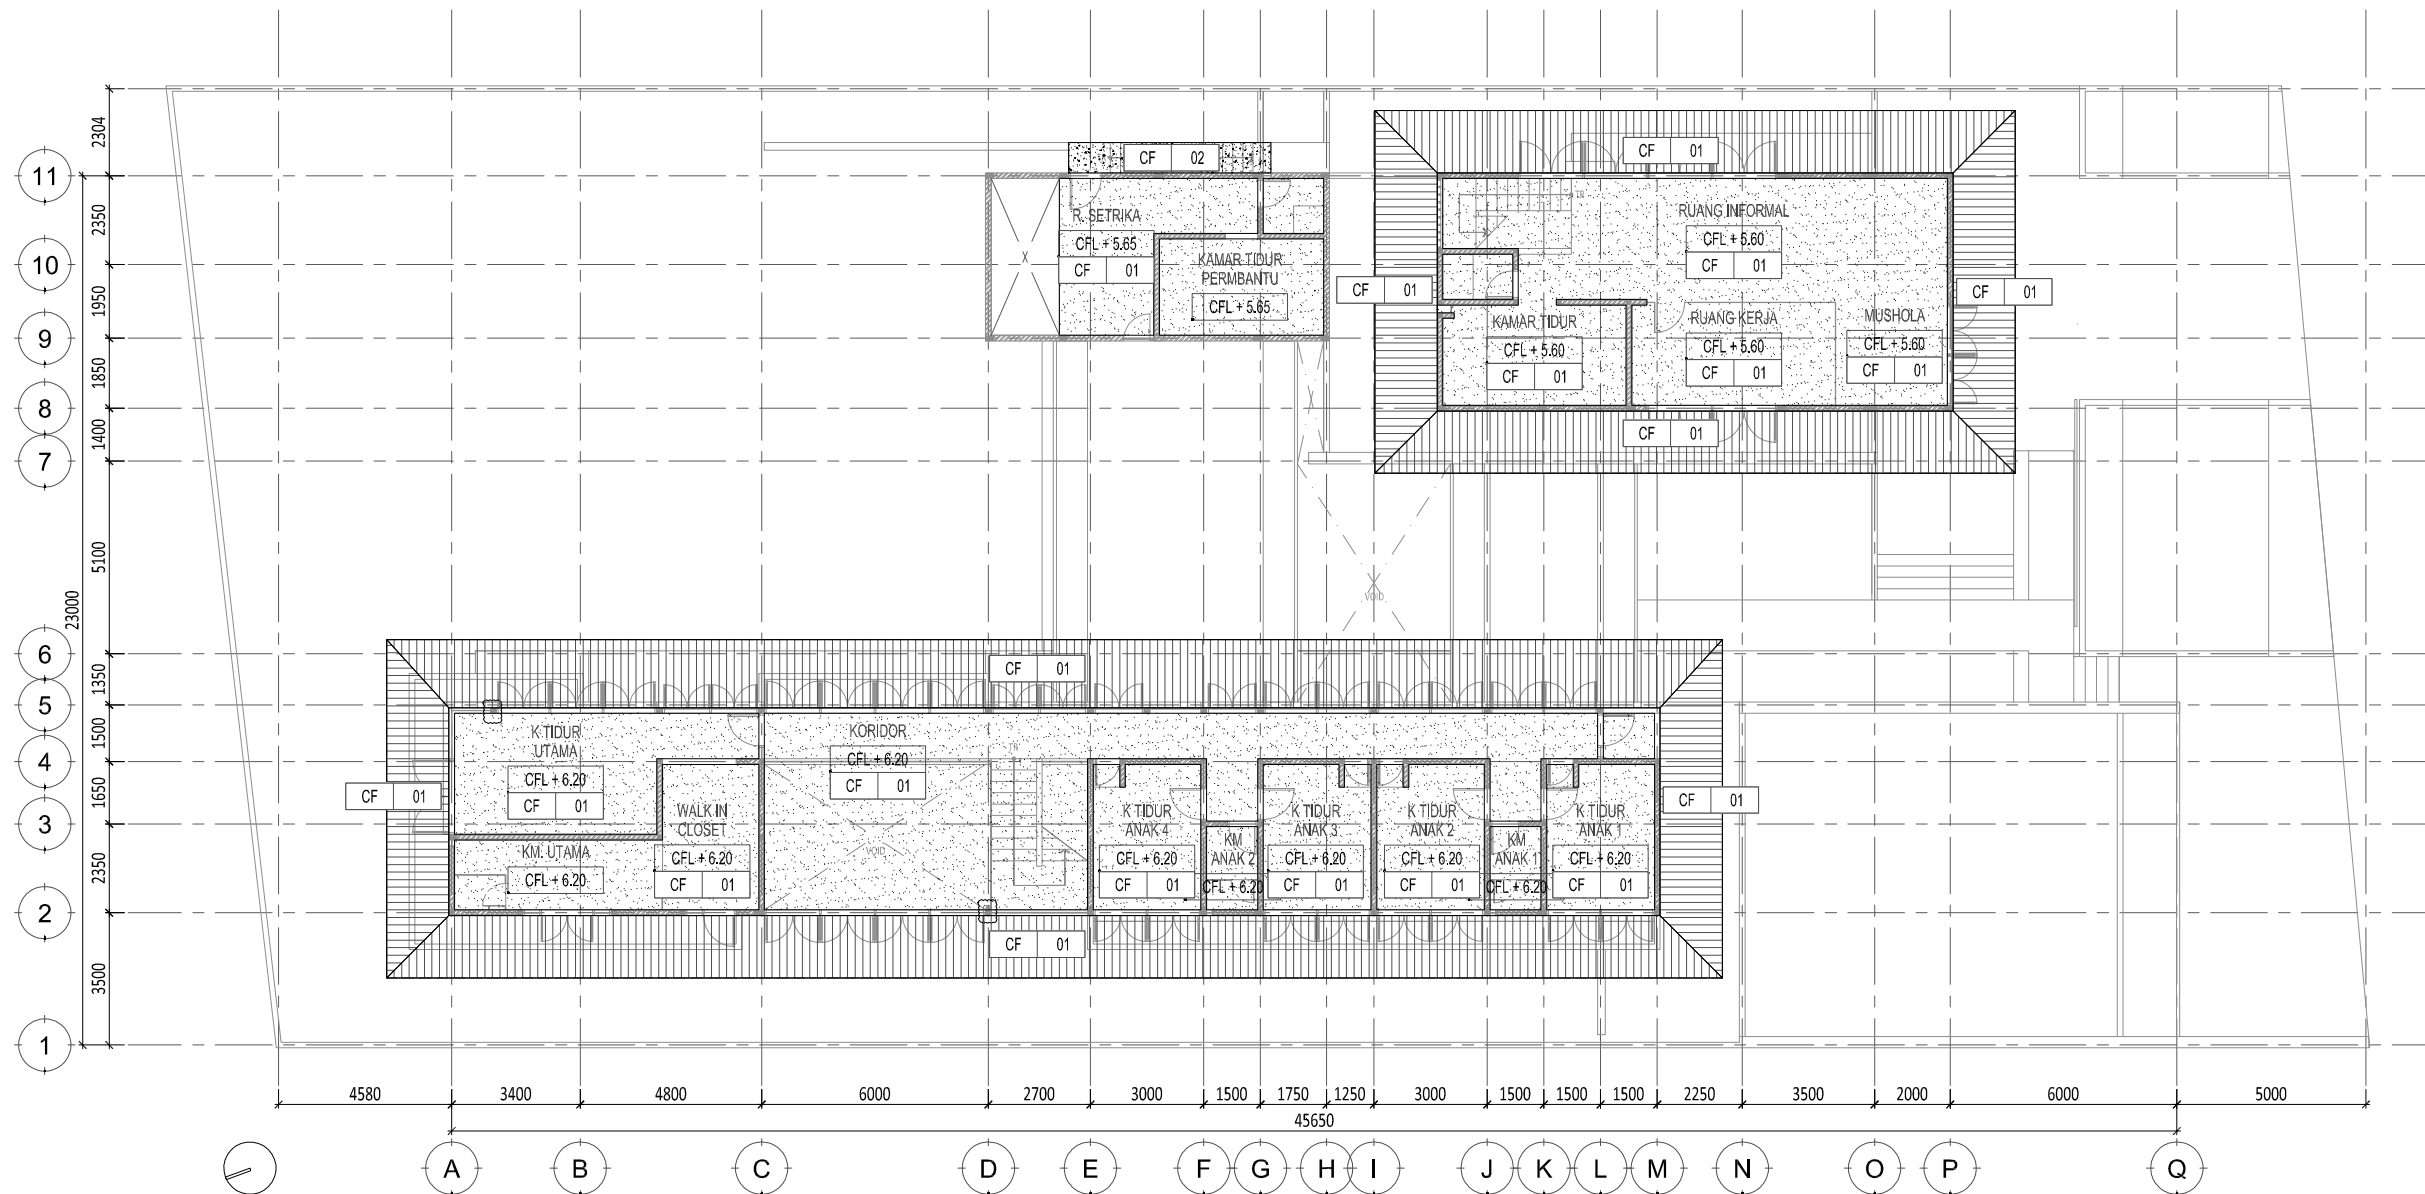 2304
2350
1950
1850
1400
5100
1350
1500
1650
2350
3500
23000
11
10
9
8
7
6
5
4
3
2
1
CF 02
R. SETRIKA
CFL + 5.65
CF 01
KAMAR TIDUR
PERMBANTU
CFL + 5.65
X
CF 01
TR
RUANG INFORMAL
CFL + 5.60
CF 01
CF 01
CF 01
KAMAR TIDUR
CFL + 5.60
CF 01
RUANG KERJA
CFL + 5.60
CF 01
MUSHOLA
CFL + 5.60
CF 01
CF 01
VOID
CF 01
K TIDUR
UTAMA
CFL + 6.20
CF 01
CF 01
WALK IN
CLOSET
CFL + 6.20
CF 01
KM. UTAMA
CFL + 6.20
KORIDOR
CFL + 6.20
CF 01
VOID
TR
K TIDUR
ANAK 4
CFL + 6.20
CF 01
KM
ANAK 2
CFL + 6.20
K TIDUR
ANAK 3
CFL + 6.20
CF 01
K TIDUR
ANAK 2
CFL + 6.20
CF 01
KM
ANAK 1
CFL + 6.20
K TIDUR
ANAK 1
CFL + 6.20
CF 01
CF 01
CF 01
4580 3400 4800 6000 2700 3000 1500 1750 1250 3000 1500 1500 1500 2250 3500 2000 6000 5000
45650
A B C D E F G H I J K L M N O P Q